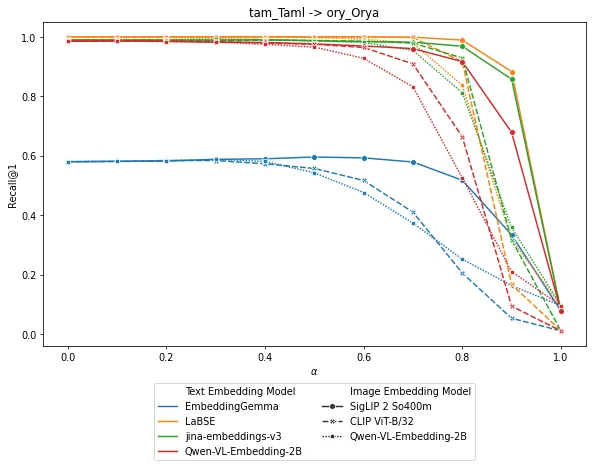 tam_Taml -> ory_Orya
Recall@1
1.0
0.8
0.6
0.4
0.2
0.0
0.0 0.2 0.4 0.6 0.8 1.0
α
Text Embedding Model
EmbeddingGemma
LaBSE
jina-embeddings-v3
Qwen-VL-Embedding-2B
Image Embedding Model
SigLIP 2 So400m
CLIP ViT-B/32
Qwen-VL-Embedding-2B